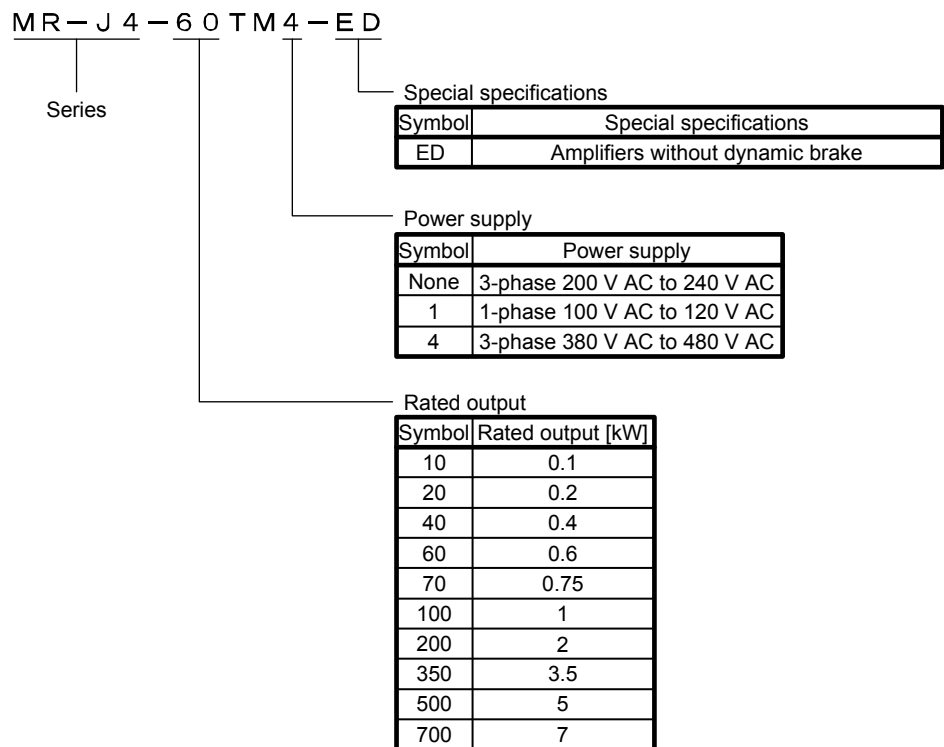 MR-J4-60TM4-ED
Series
Special specifications
Symbol Special specifications
ED Amplifiers without dynamic brake
Power supply
Symbol Power supply
None 3-phase 200 V AC to 240 V AC
1 1-phase 100 V AC to 120 V AC
4 3-phase 380 V AC to 480 V AC
Rated output
Symbol Rated output [kW]
10 0.1
20 0.2
40 0.4
60 0.6
70 0.75
100 1
200 2
350 3.5
500 5
700 7